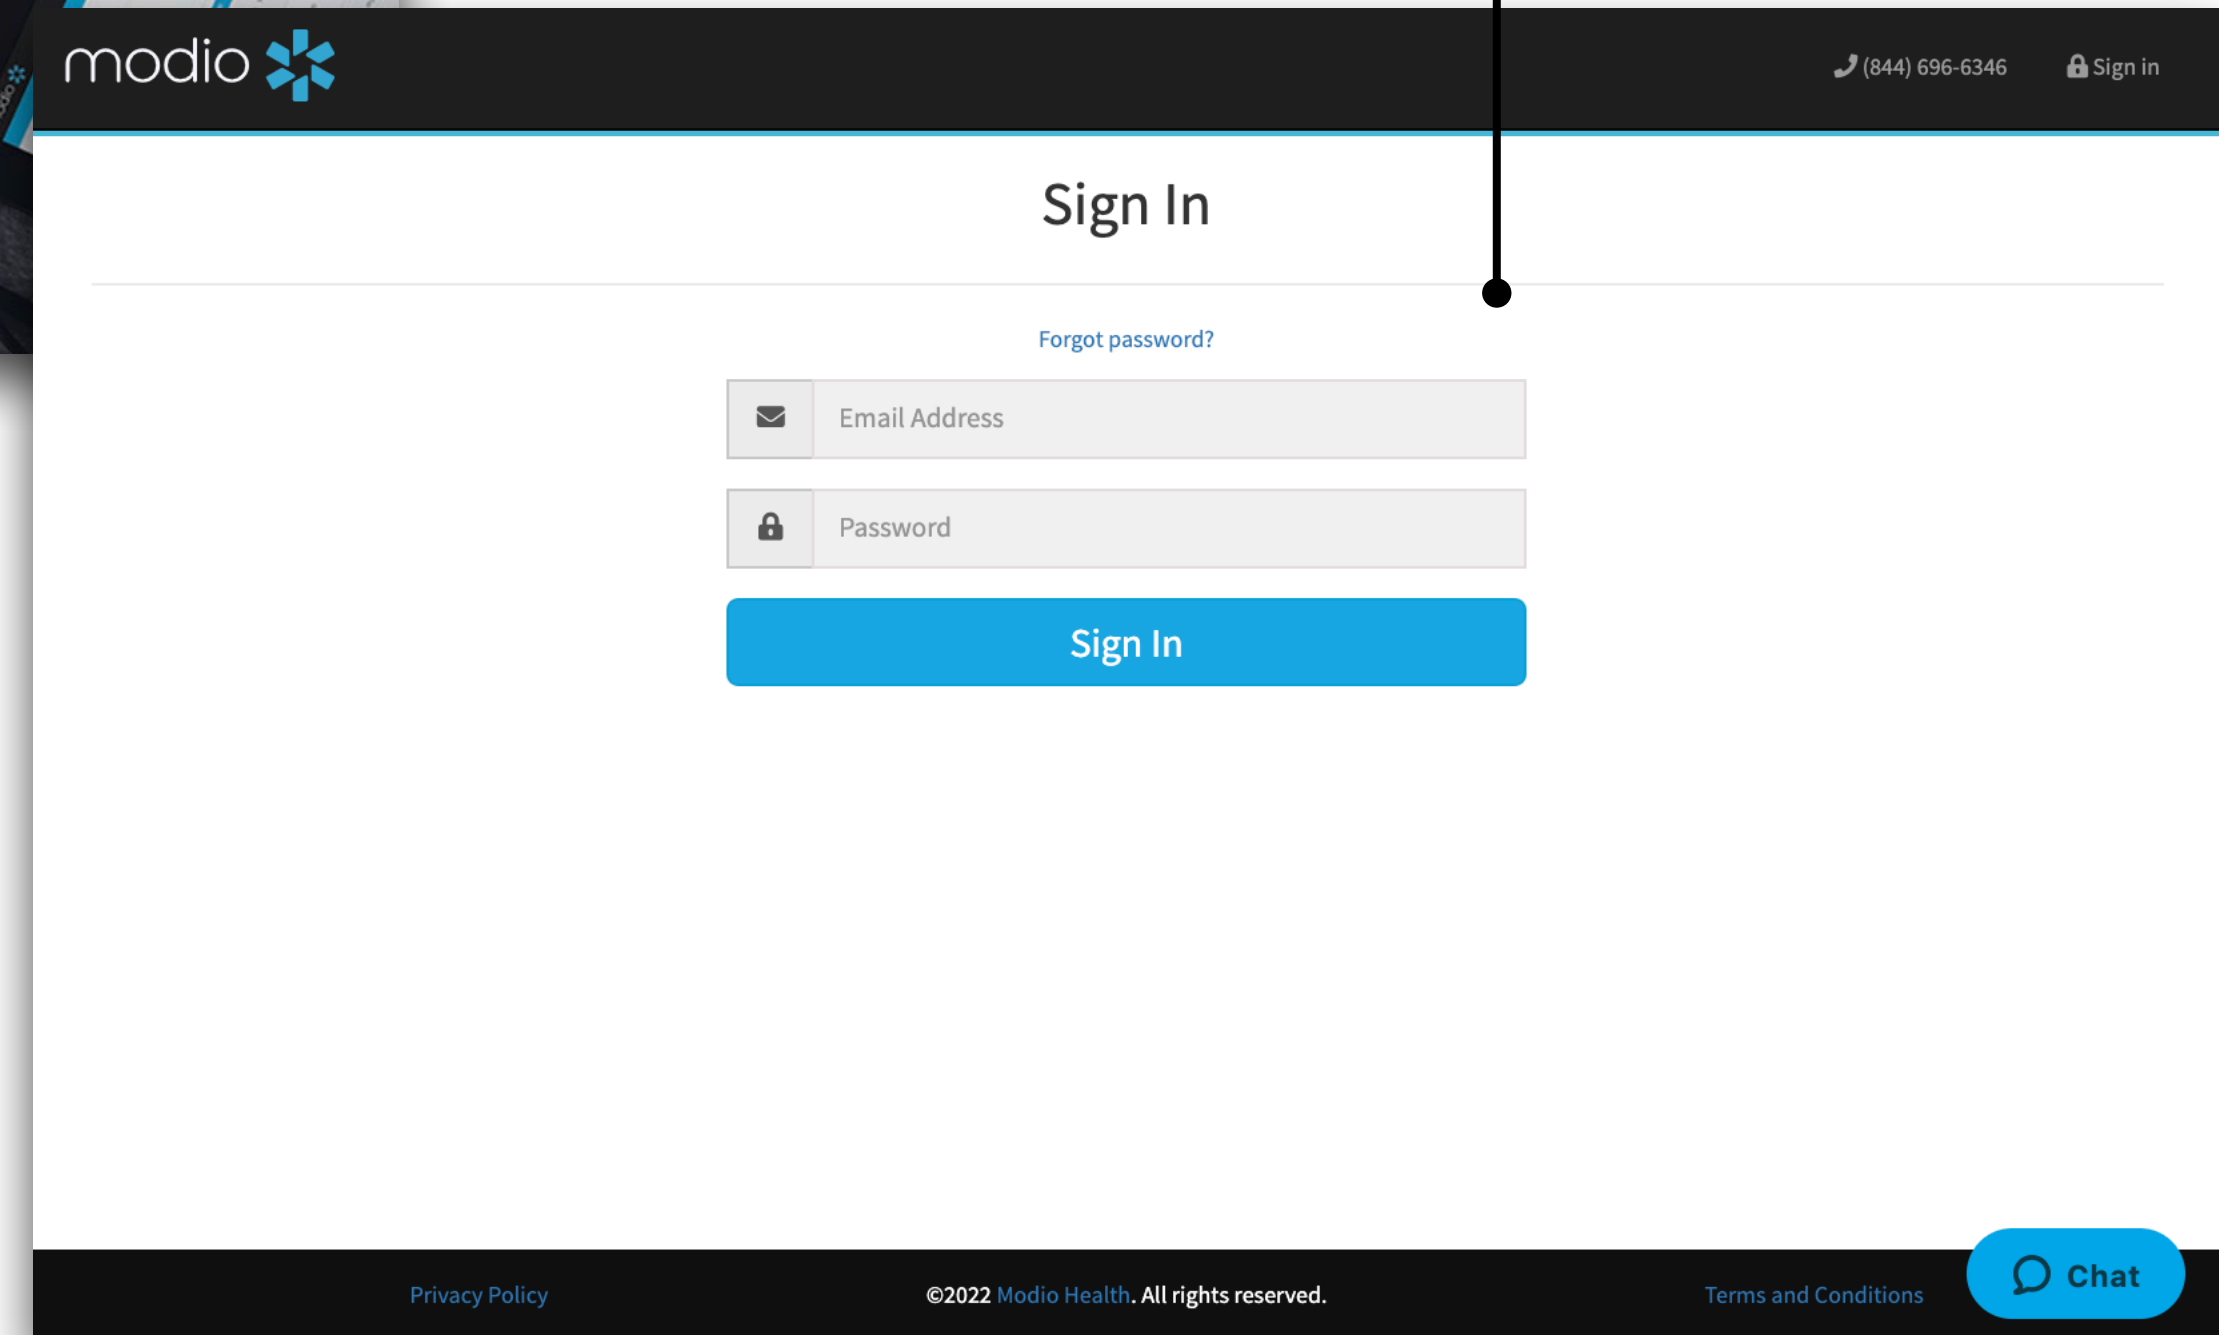 modio
(844) 696-6346
Sign in
Sign In
Forgot password?
Email Address
Password
Sign In
Privacy Policy
©2022 Modio Health. All rights reserved.
Terms and Conditions
Chat